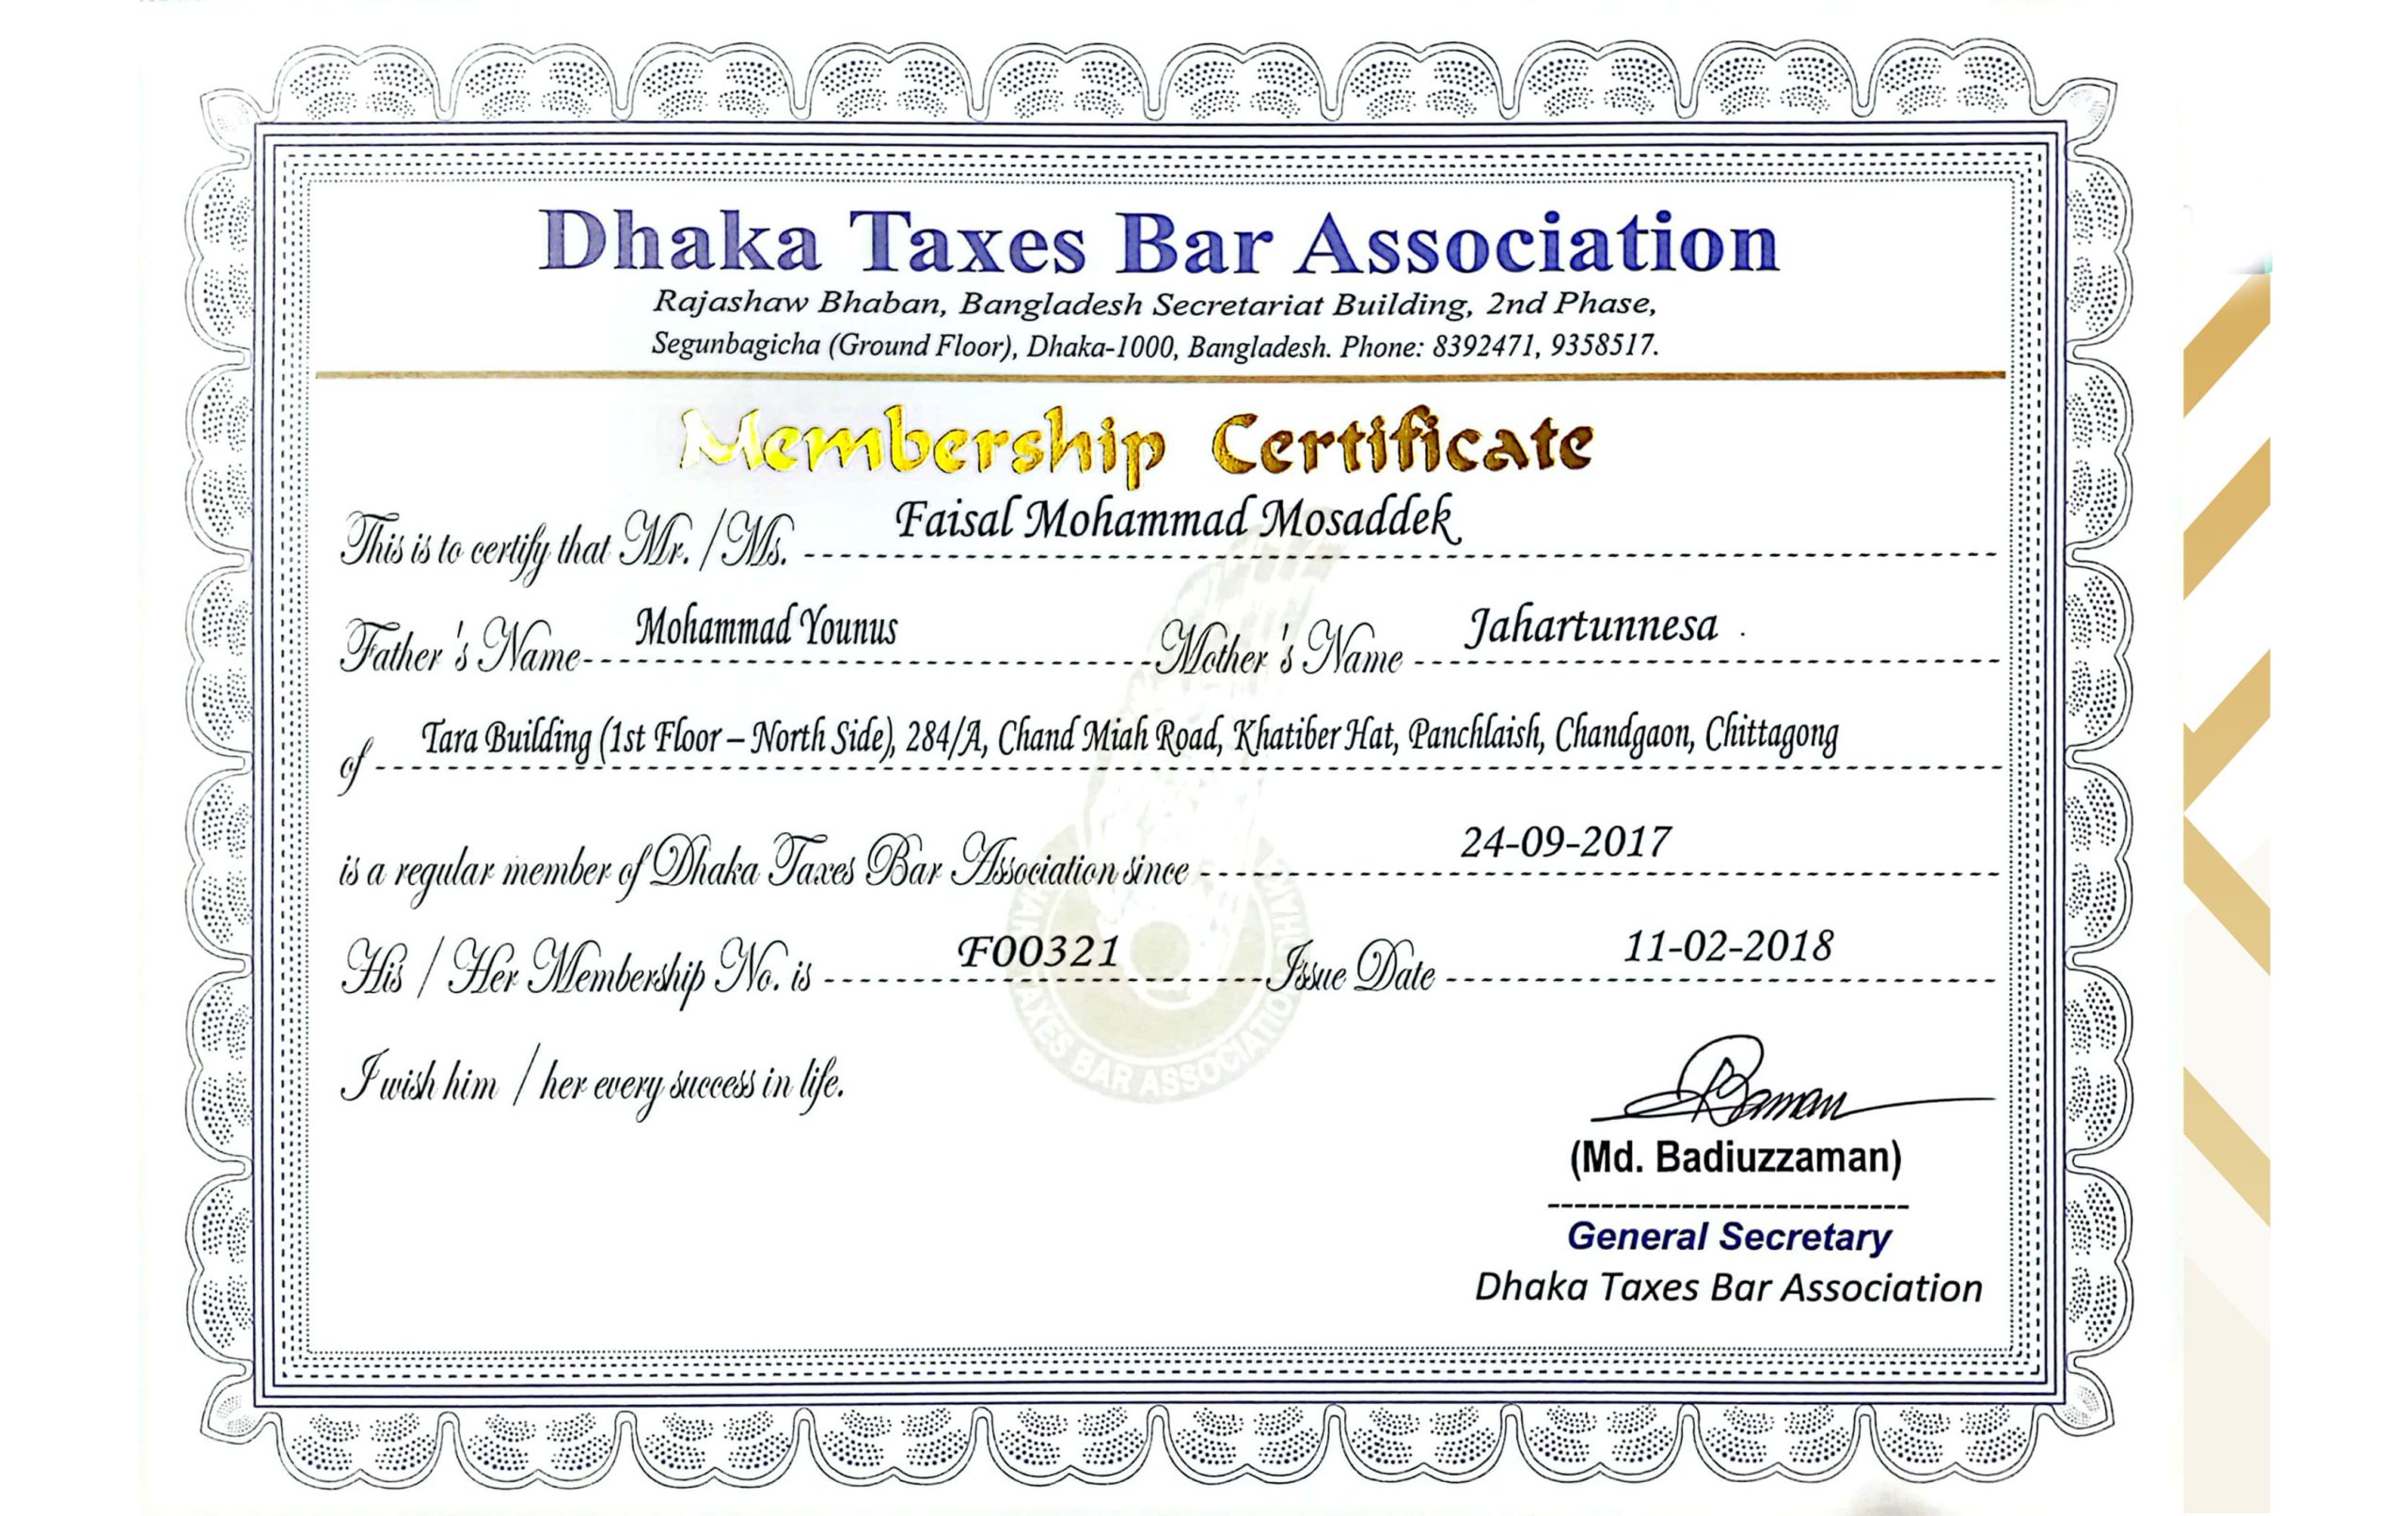 Dhaka Taxes Bar Association
Rajashaw Bhaban, Bangladesh Secretariat Building, 2nd Phase,
Segunbagicha (Ground Floor), Dhaka-1000, Bangladesh. Phone: 8392471, 9358517.
Membership Certificate
This is to certify that Mr. / Ms. Faisal Mohammad Mosaddek
Father's Name Mohammad Younus Mother's Name Jahartunnesa .
of Tara Building (1st Floor – North Side), 284/A, Chand Miah Road, Khatiber Hat, Panchlaish, Chandgaon, Chittagong
is a regular member of Dhaka Taxes Bar Association since 24-09-2017
His / Her Membership No. is F00321 Issue Date 11-02-2018
I wish him / her every success in life.
TAXES BAR ASSOCIATION
(Md. Badiuzzaman)
General Secretary
Dhaka Taxes Bar Association